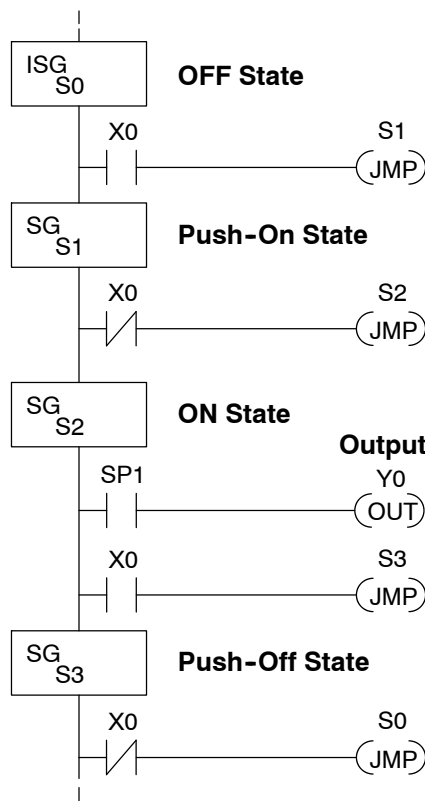 ISG
S0
OFF State
X0
S1
JMP
SG
S1
Push-On State
X0
S2
JMP
SG
S2
ON State
Output
SP1
Y0
OUT
X0
S3
JMP
SG
S3
Push-Off State
X0
S0
JMP